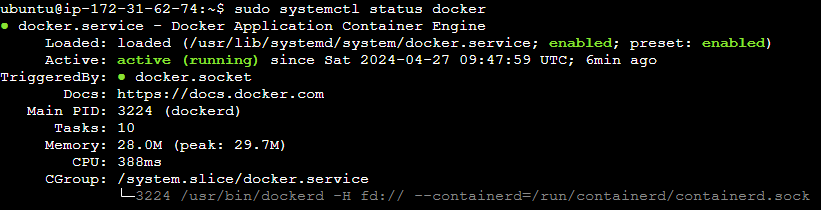 ubuntu@ip-172-31-62-74:~$ sudo systemctl status docker
● docker.service - Docker Application Container Engine
Loaded: loaded (/usr/lib/systemd/system/docker.service; enabled; preset: enabled)
Active: active (running) since Sat 2024-04-27 09:47:59 UTC; 6min ago
TriggeredBy: ● docker.socket
Docs: https://docs.docker.com
Main PID: 3224 (dockerd)
Tasks: 10
Memory: 28.0M (peak: 29.7M)
CPU: 388ms
CGroup: /system.slice/docker.service
└─3224 /usr/bin/dockerd -H fd:// --containerd=/run/containerd/containerd.sock